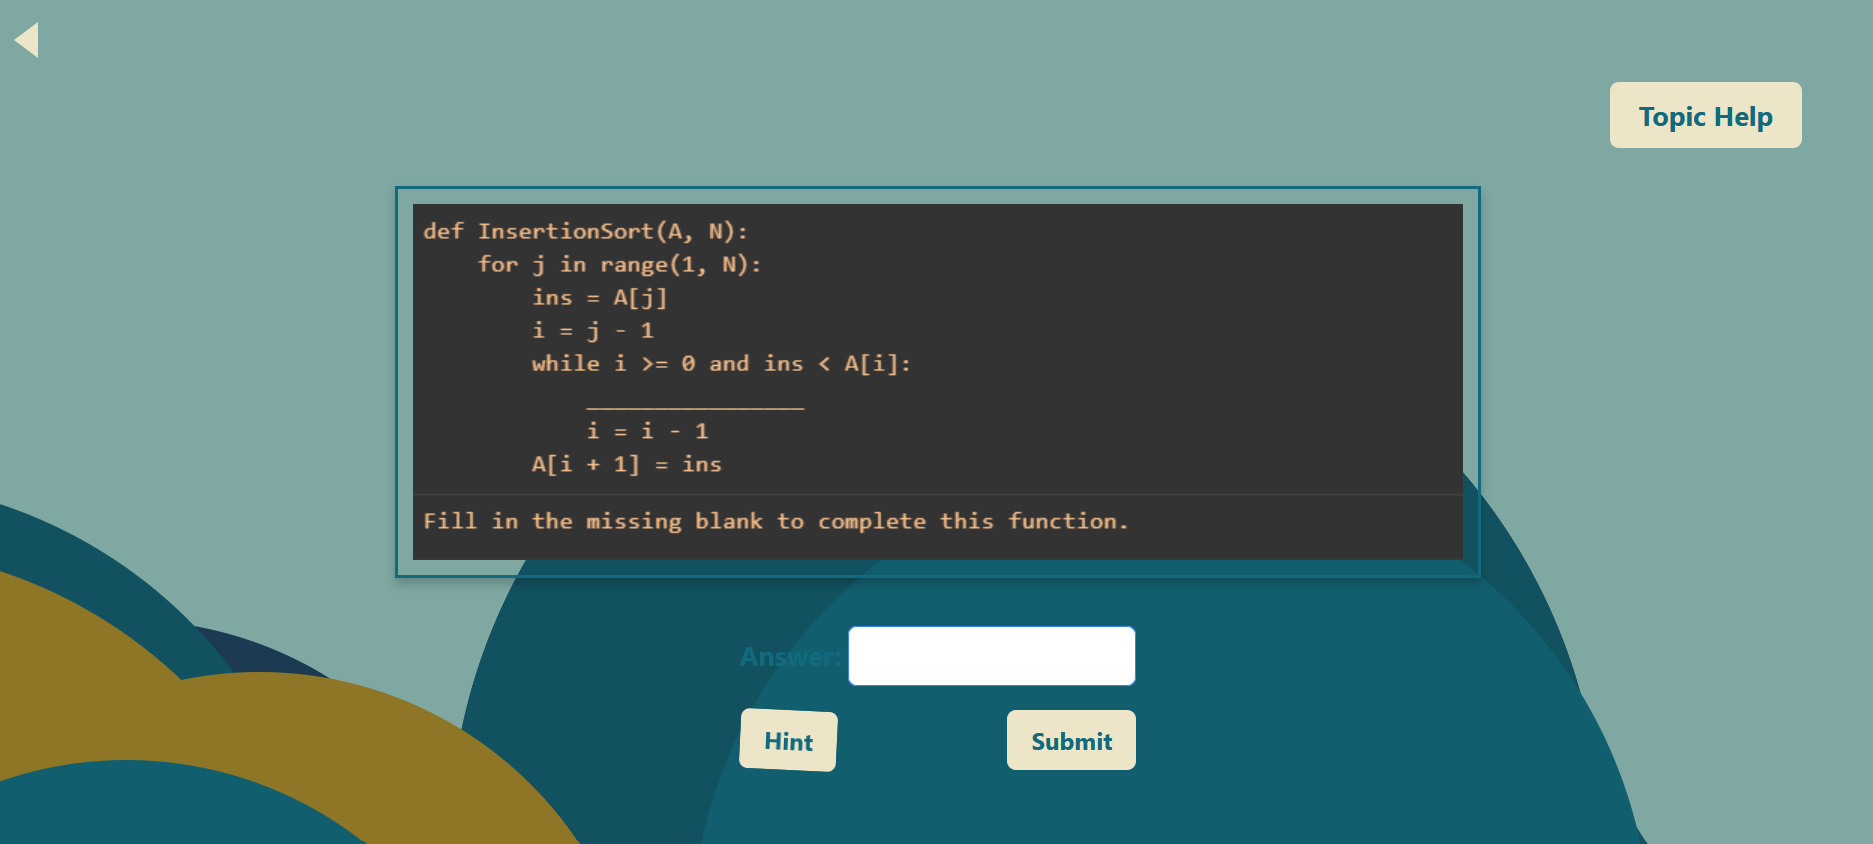 Topic Help
def InsertionSort(A, N):
    for j in range(1, N):
        ins = A[j]
        i = j - 1
        while i >= 0 and ins < A[i]:
            ________________
            i = i - 1
        A[i + 1] = ins
Fill in the missing blank to complete this function.
Answer:
Hint
Submit